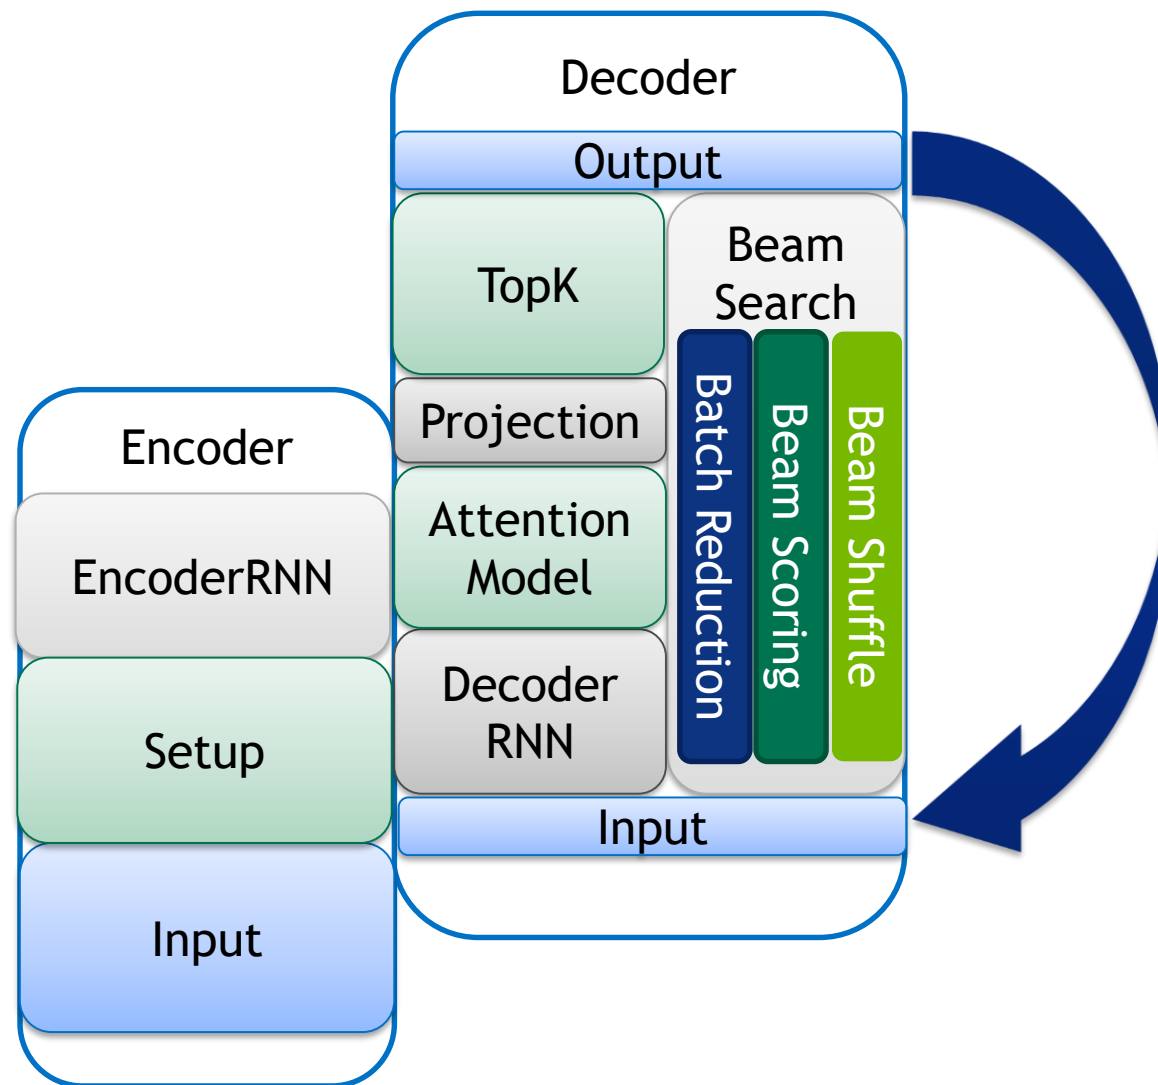 Decoder
Output
TopK
Beam
Search
Projection
Attention
Model
Decoder
RNN
Batch Reduction
Beam Scoring
Beam Shuffle
Input
Encoder
EncoderRNN
Setup
Input